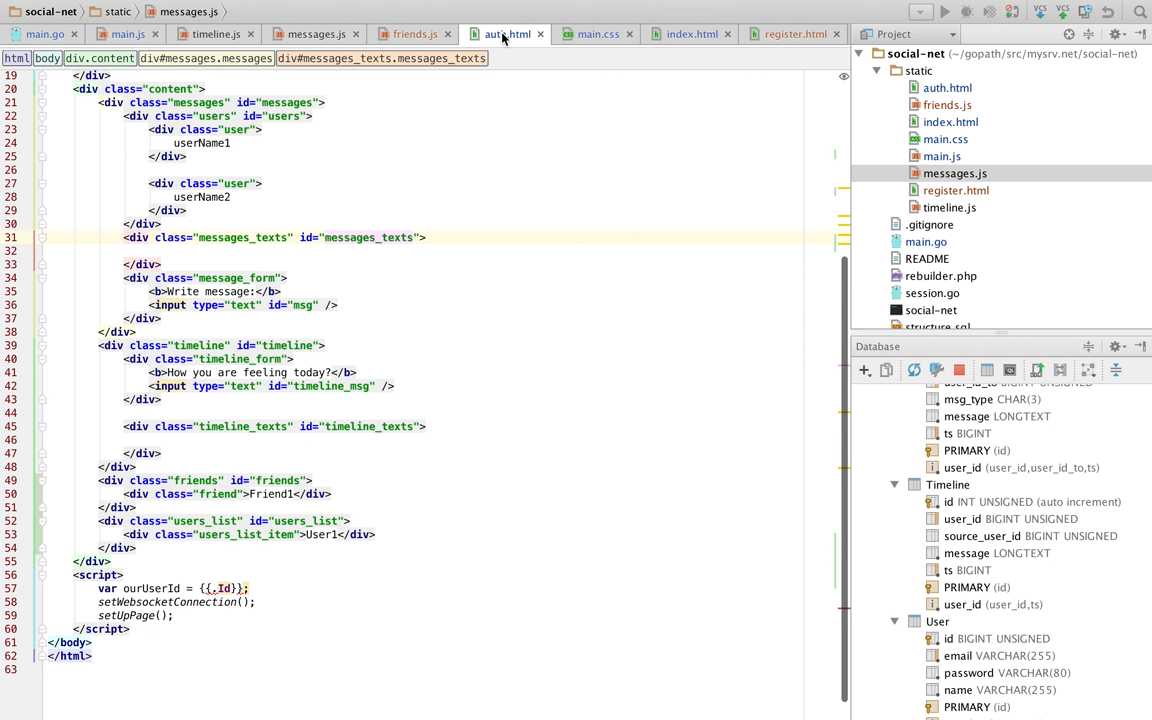 social-net static messages.js
main.go main.js timeline.js messages.js friends.js auth.html main.css index.html register.html
html body div.content div#messages.messages div#messages_texts.messages_texts
19 </div>
20 <div class="content">
21 <div class="messages" id="messages">
22 <div class="users" id="users">
23 <div class="user">
24 userName1
25 </div>
26
27 <div class="user">
28 userName2
29 </div>
30 </div>
31 <div class="messages_texts" id="messages_texts">
32
33 </div>
34 <div class="message_form">
35 <b>Write message:</b>
36 <input type="text" id="msg" />
37 </div>
38 </div>
39 <div class="timeline" id="timeline">
40 <div class="timeline_form">
41 <b>How you are feeling today?</b>
42 <input type="text" id="timeline_msg" />
43 </div>
44
45 <div class="timeline_texts" id="timeline_texts">
46
47 </div>
48 </div>
49 <div class="friends" id="friends">
50 <div class="friend">Friend1</div>
51 </div>
52 <div class="users_list" id="users_list">
53 <div class="users_list_item">User1</div>
54 </div>
55 </div>
56 <script>
57 var ourUserId = {{.Id}};
58 setWebsocketConnection();
59 setUpPage();
60 </script>
61 </body>
62 </html>
63
VCS VCS
Project
social-net (~/gopath/src/mysrv.net/social-net)
static
auth.html
friends.js
index.html
main.css
main.js
messages.js
register.html
timeline.js
.gitignore
main.go
README
rebuilder.php
session.go
social-net
structure.sql
Database
user_id_to BIGINT UNSIGNED
msg_type CHAR(3)
message LONGTEXT
ts BIGINT
PRIMARY (id)
user_id (user_id,user_id_to,ts)
Timeline
id INT UNSIGNED (auto increment)
user_id BIGINT UNSIGNED
source_user_id BIGINT UNSIGNED
message LONGTEXT
ts BIGINT
PRIMARY (id)
user_id (user_id,ts)
User
id BIGINT UNSIGNED
email VARCHAR(255)
password VARCHAR(80)
name VARCHAR(255)
PRIMARY (id)